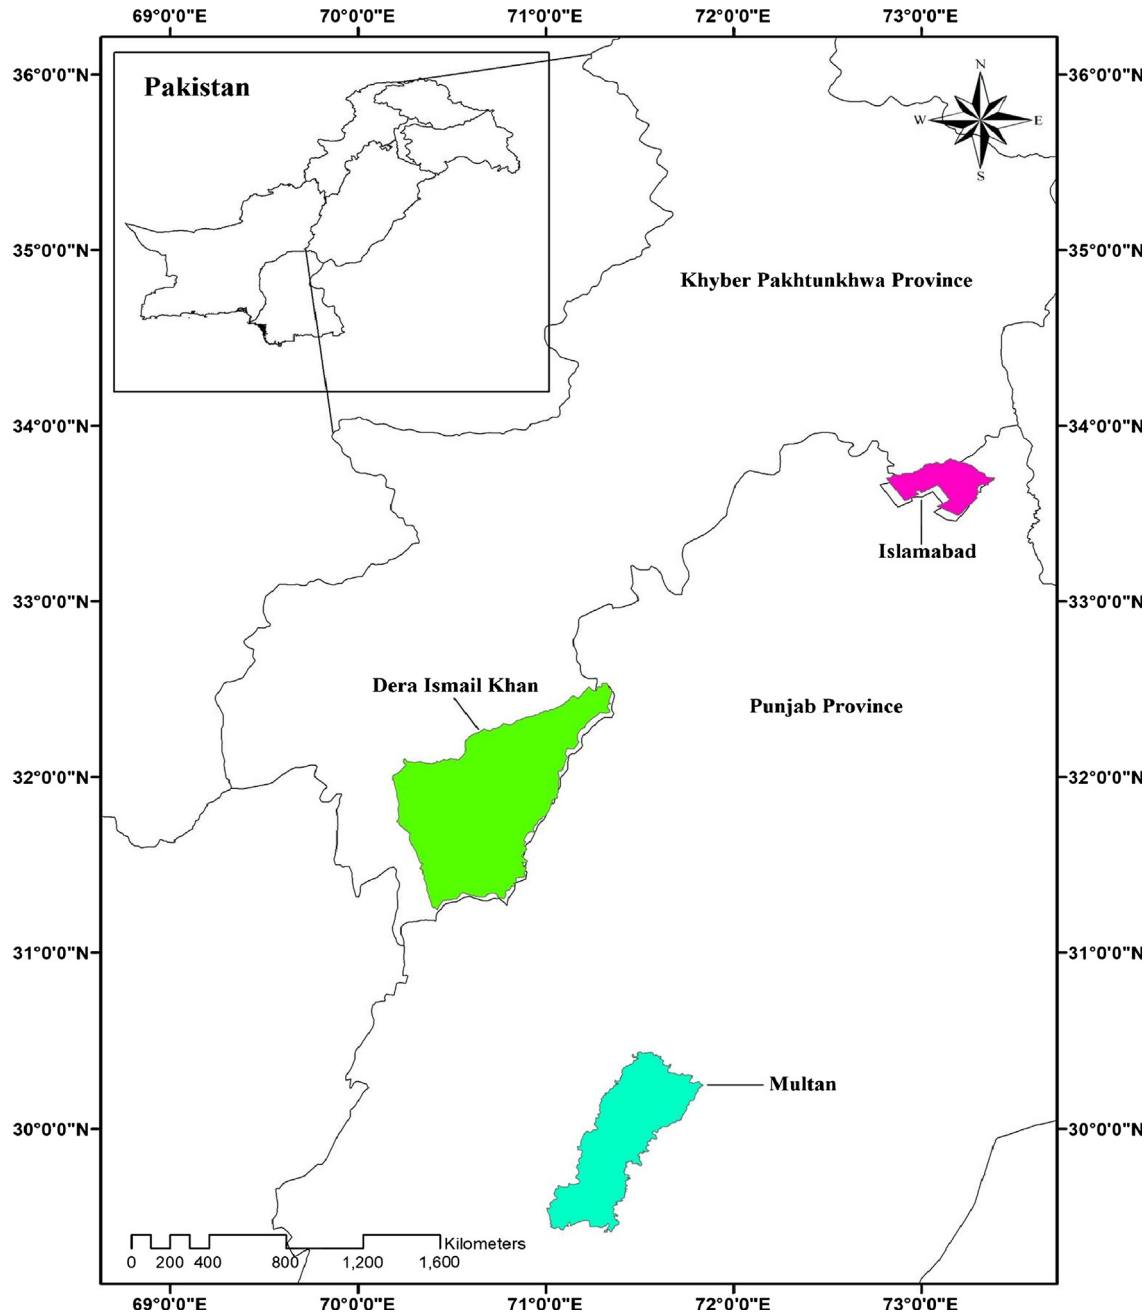 69°0'0"E 70°0'0"E 71°0'0"E 72°0'0"E 73°0'0"E
36°0'0"N 36°0'0"N
Pakistan
N
W E
S
35°0'0"N 35°0'0"N
Khyber Pakhtunkhwa Province
34°0'0"N 34°0'0"N
Islamabad
33°0'0"N 33°0'0"N
Dera Ismail Khan
Punjab Province
32°0'0"N 32°0'0"N
31°0'0"N 31°0'0"N
Multan
30°0'0"N 30°0'0"N
Kilometers
0 200 400 800 1,200 1,600
69°0'0"E 70°0'0"E 71°0'0"E 72°0'0"E 73°0'0"E